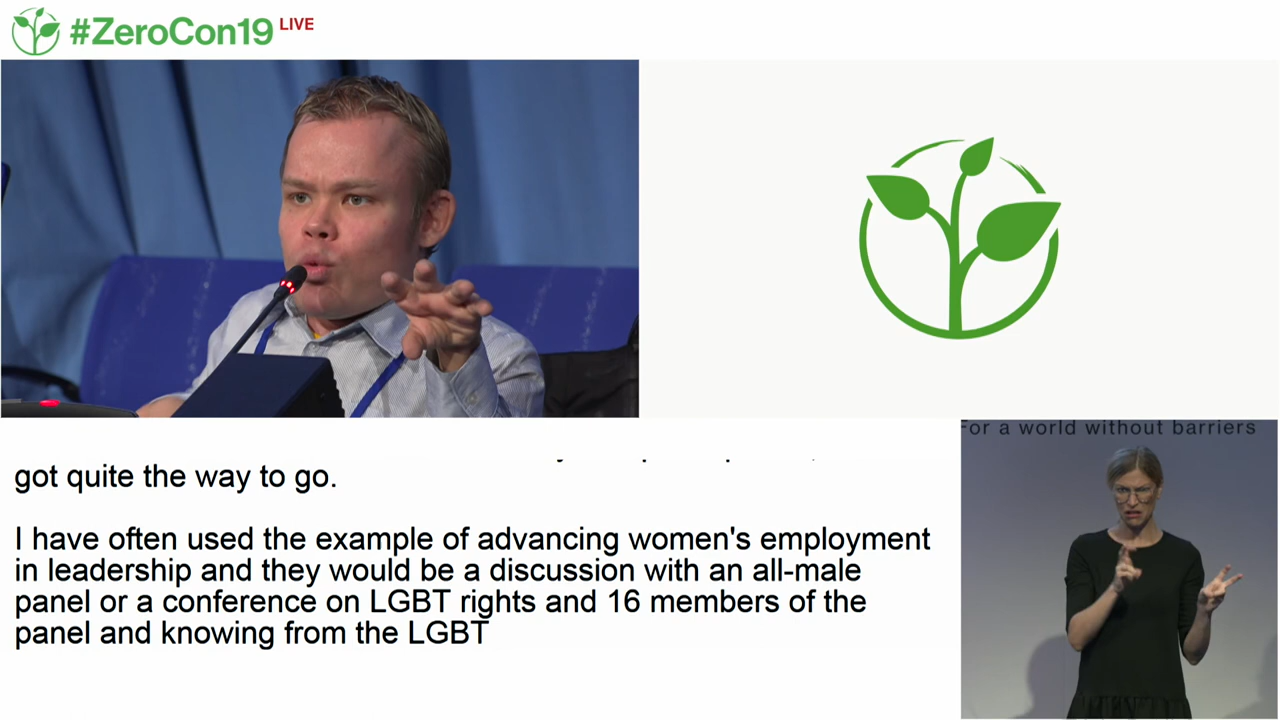 #ZeroCon19 LIVE
got quite the way to go.
I have often used the example of advancing women's employment
in leadership and they would be a discussion with an all-male
panel or a conference on LGBT rights and 16 members of the
panel and knowing from the LGBT
For a world without barriers